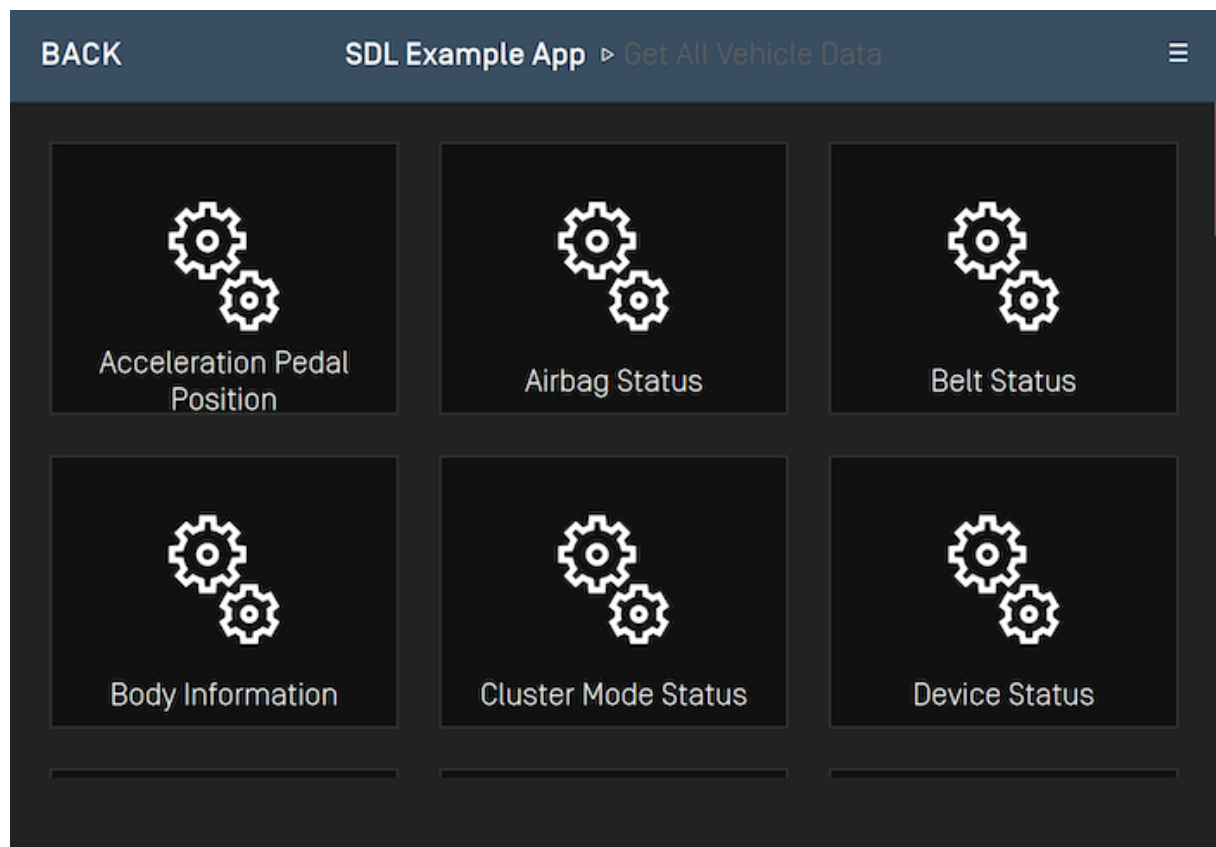 BACK
SDL Example App ▹ Get All Vehicle Data
Acceleration Pedal
Position
Airbag Status
Belt Status
Body Information
Cluster Mode Status
Device Status